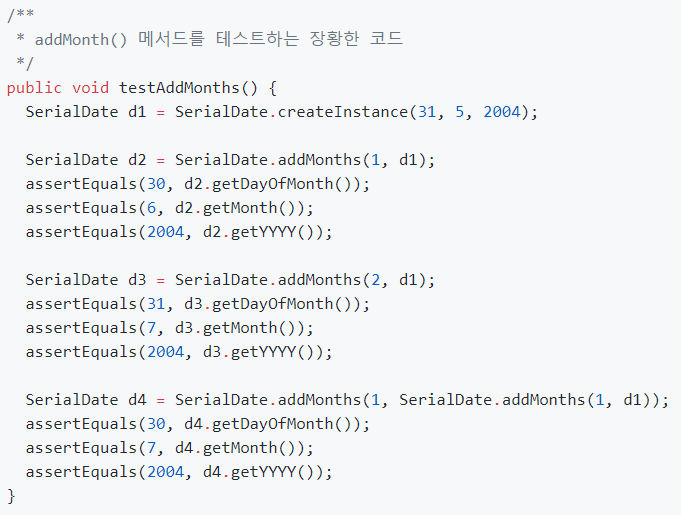 /**
 * addMonth() 메서드를 테스트하는 장황한 코드
 */
public void testAddMonths() {
  SerialDate d1 = SerialDate.createInstance(31, 5, 2004);

  SerialDate d2 = SerialDate.addMonths(1, d1);
  assertEquals(30, d2.getDayOfMonth());
  assertEquals(6, d2.getMonth());
  assertEquals(2004, d2.getYYYY());

  SerialDate d3 = SerialDate.addMonths(2, d1);
  assertEquals(31, d3.getDayOfMonth());
  assertEquals(7, d3.getMonth());
  assertEquals(2004, d3.getYYYY());

  SerialDate d4 = SerialDate.addMonths(1, SerialDate.addMonths(1, d1));
  assertEquals(30, d4.getDayOfMonth());
  assertEquals(7, d4.getMonth());
  assertEquals(2004, d4.getYYYY());
}